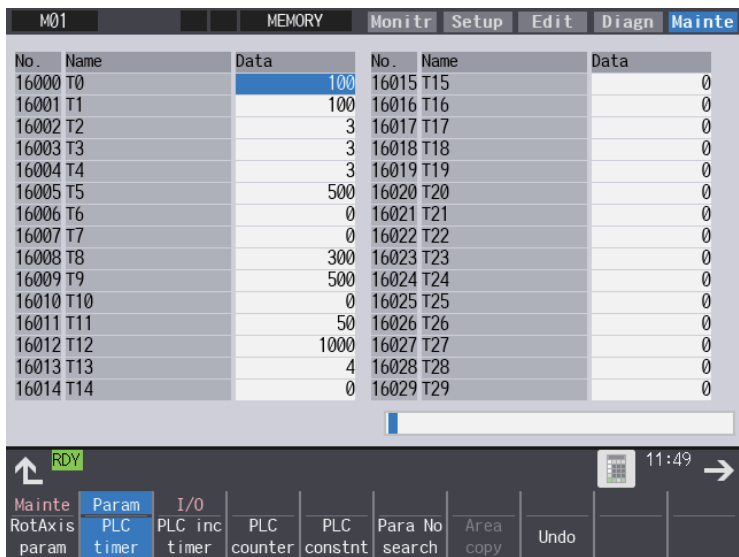 M01 MEMORY Monitr Setup Edit Diagn Mainte
No. Name Data No. Name Data
16000 T0 100 16015 T15 0
16001 T1 100 16016 T16 0
16002 T2 3 16017 T17 0
16003 T3 3 16018 T18 0
16004 T4 3 16019 T19 0
16005 T5 500 16020 T20 0
16006 T6 0 16021 T21 0
16007 T7 0 16022 T22 0
16008 T8 300 16023 T23 0
16009 T9 500 16024 T24 0
16010 T10 0 16025 T25 0
16011 T11 50 16026 T26 0
16012 T12 1000 16027 T27 0
16013 T13 4 16028 T28 0
16014 T14 0 16029 T29 0
RDY 11:49
Mainte Param I/O
RotAxis PLC PLC inc PLC PLC Para No Area Undo
param timer timer counter constnt search copy